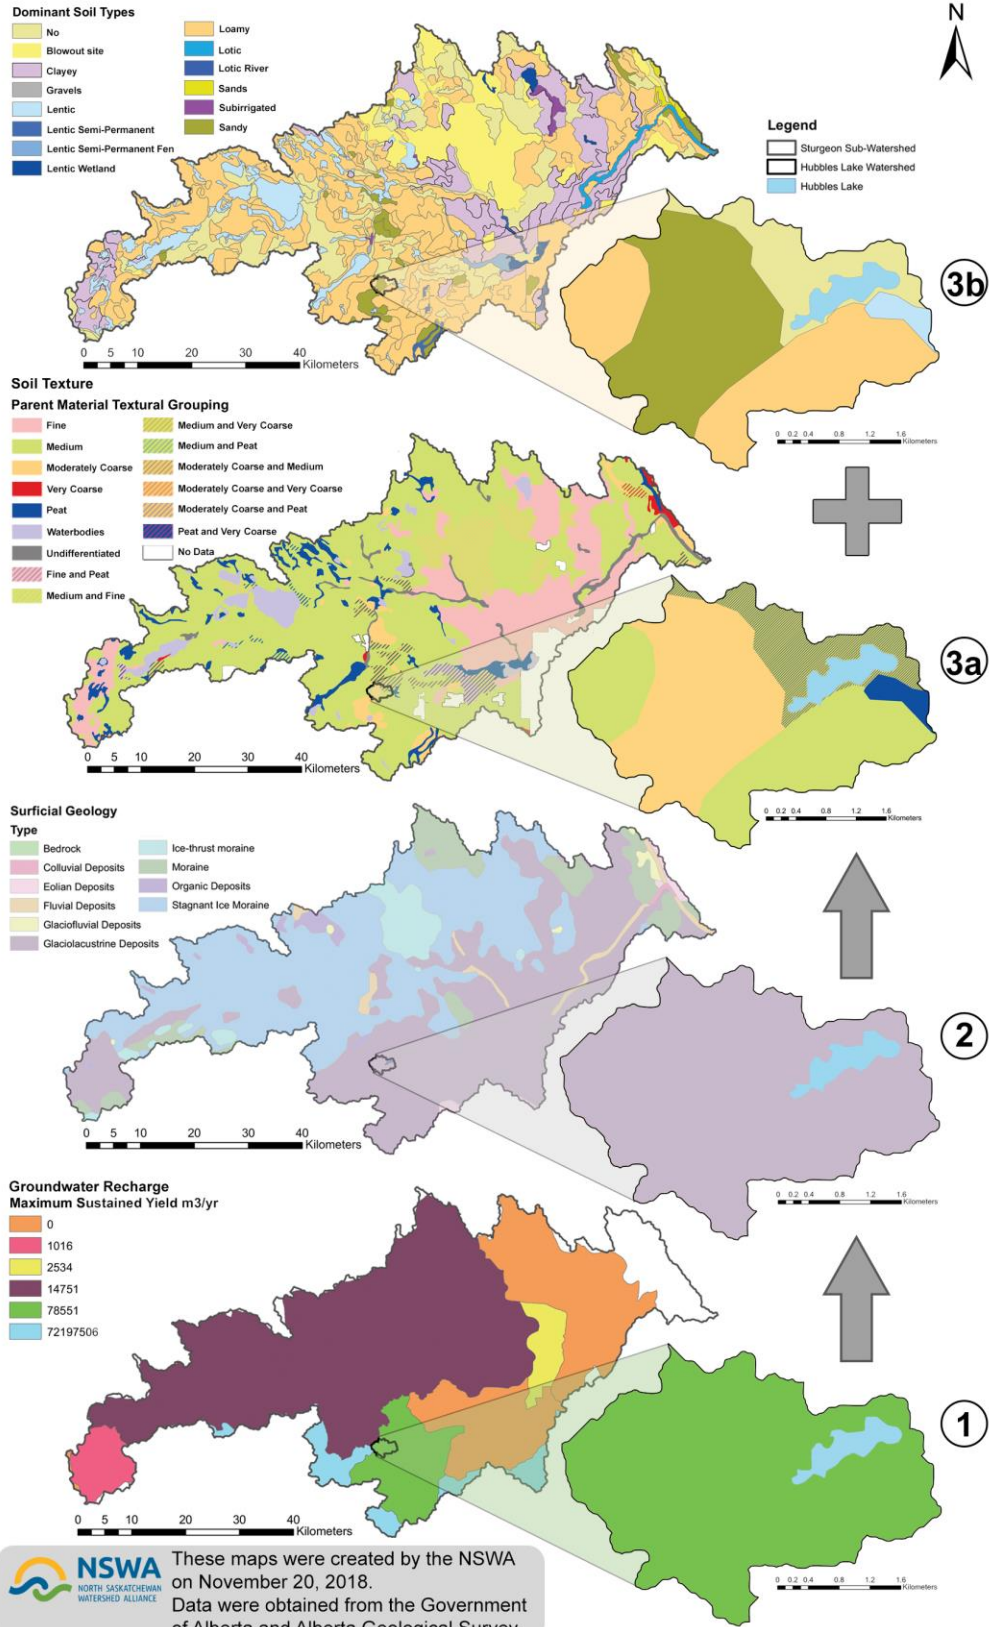 Dominant Soil Types
No
Blowout site
Clayey
Gravels
Lentic
Lentic Semi-Permanent
Lentic Semi-Permanent Fen
Lentic Wetland
Loamy
Lotic
Lotic River
Sands
Subirrigated
Sandy
N
Legend
Sturgeon Sub-Watershed
Hubbles Lake Watershed
Hubbles Lake
3b
0 5 10 20 30 40
Kilometers
0 0.2 0.4 0.8 1.2 1.6
Kilometers
Soil Texture
Parent Material Textural Grouping
Fine
Medium
Moderately Coarse
Very Coarse
Peat
Waterbodies
Undifferentiated
Fine and Peat
Medium and Fine
Medium and Very Coarse
Medium and Peat
Moderately Coarse and Medium
Moderately Coarse and Very Coarse
Moderately Coarse and Peat
Peat and Very Coarse
No Data
3a
0 5 10 20 30 40
Kilometers
0 0.2 0.4 0.8 1.2 1.6
Kilometers
Surficial Geology
Type
Bedrock
Colluvial Deposits
Eolian Deposits
Fluvial Deposits
Glaciofluvial Deposits
Glaciolacustrine Deposits
Ice-thrust moraine
Moraine
Organic Deposits
Stagnant Ice Moraine
2
0 5 10 20 30 40
Kilometers
0 0.2 0.4 0.8 1.2 1.6
Kilometers
Groundwater Recharge
Maximum Sustained Yield m3/yr
0
1016
2534
14751
78551
72197506
1
0 5 10 20 30 40
Kilometers
0 0.2 0.4 0.8 1.2 1.6
Kilometers
NSWA
NORTH SASKATCHEWAN
WATERSHED ALLIANCE
These maps were created by the NSWA
on November 20, 2018.
Data were obtained from the Government
of Alberta and Alberta Geological Survey